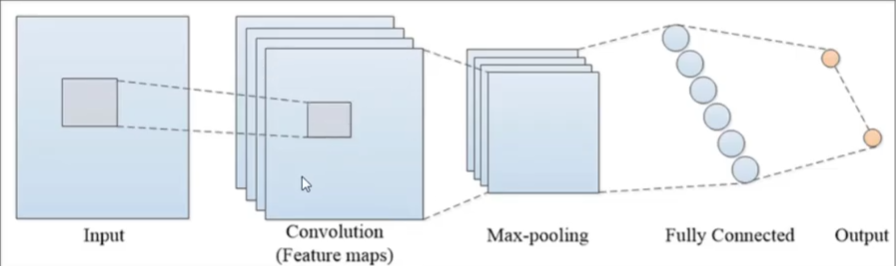 Input
Convolution
(Feature maps)
Max-pooling
Fully Connected
Output